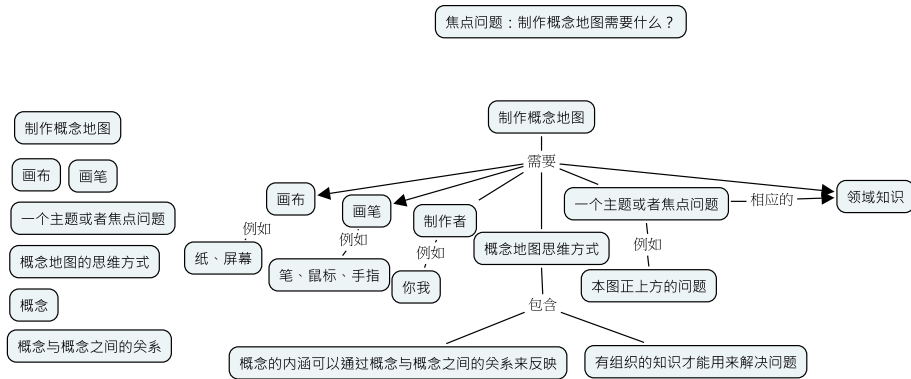 焦点问题：制作概念地图需要什么？
制作概念地图
制作概念地图
需要
画布 画笔
画布
画笔
制作者
一个主题或者焦点问题
相应的
领域知识
一个主题或者焦点问题
例如
例如
例如
例如
概念地图的思维方式
纸、屏幕
笔、鼠标、手指
你我
概念地图思维方式
本图正上方的问题
概念
包含
概念与概念之间的关系
概念的内涵可以通过概念与概念之间的关系来反映
有组织的知识才能用来解决问题